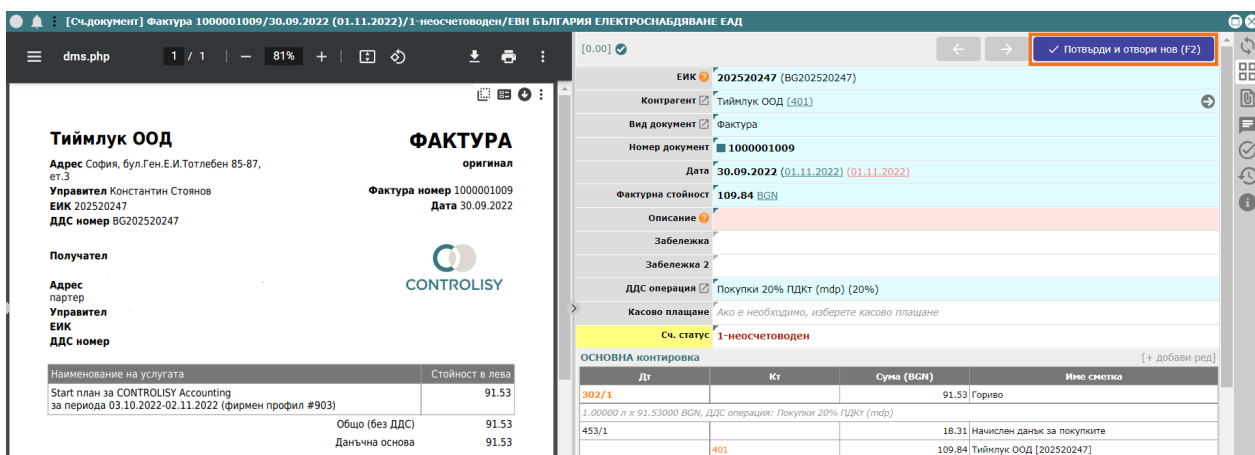 [Сч.документ] Фактура 1000001009/30.09.2022 (01.11.2022)/1-неосчетоводен/ЕВН БЪЛГАРИЯ ЕЛЕКТРОСНАБДЯВАНЕ ЕАД
dms.php
1 / 1
81%
Тиймлук ООД
ФАКТУРА
Адрес София, бул.Ген.Е.И.Тотлебен 85-87,
ет.3
оригинал
Управител Константин Стоянов
Фактура номер 1000001009
ЕИК 202520247
Дата 30.09.2022
ДДС номер BG202520247
Получател
CONTROLISY
Адрес
партер
Управител
ЕИК
ДДС номер
Наименование на услугата Стойност в лева
Start план за CONTROLISY Accounting 91.53
за периода 03.10.2022-02.11.2022 (фирмен профил #903)
Общо (без ДДС) 91.53
Данъчна основа 91.53
[0.00]
Потвърди и отвори нов (F2)
ЕИК 202520247 (BG202520247)
Контрагент Тиймлук ООД (401)
Вид документ Фактура
Номер документ 1000001009
Дата 30.09.2022 (01.11.2022) (01.11.2022)
Фактурна стойност 109.84 BGN
Описание
Забележка
Забележка 2
ДДС операция Покупки 20% ПДКт (mdp) (20%)
Касово плащане Ако е необходимо, изберете касово плащане
Сч. статус 1-неосчетоводен
ОСНОВНА контировка [+ добави ред]
Дт Кт Сума (BGN) Име сметка
302/1 91.53 Гориво
1.00000 л x 91.53000 BGN, ДДС операция: Покупки 20% ПДКт (mdp)
453/1 18.31 Начислен данък за покупките
401 109.84 Тиймлук ООД [202520247]